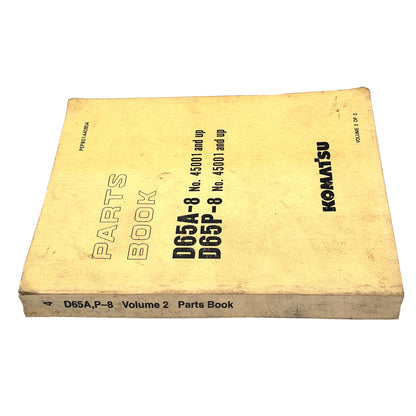 PEPB0144D804
PARTS
BOOK
D65A-8 No. 45001 and up
D65P-8 No. 45001 and up
KOMATSU
VOLUME 2 OF 2
4 D65A,P–8 Volume 2 Parts Book